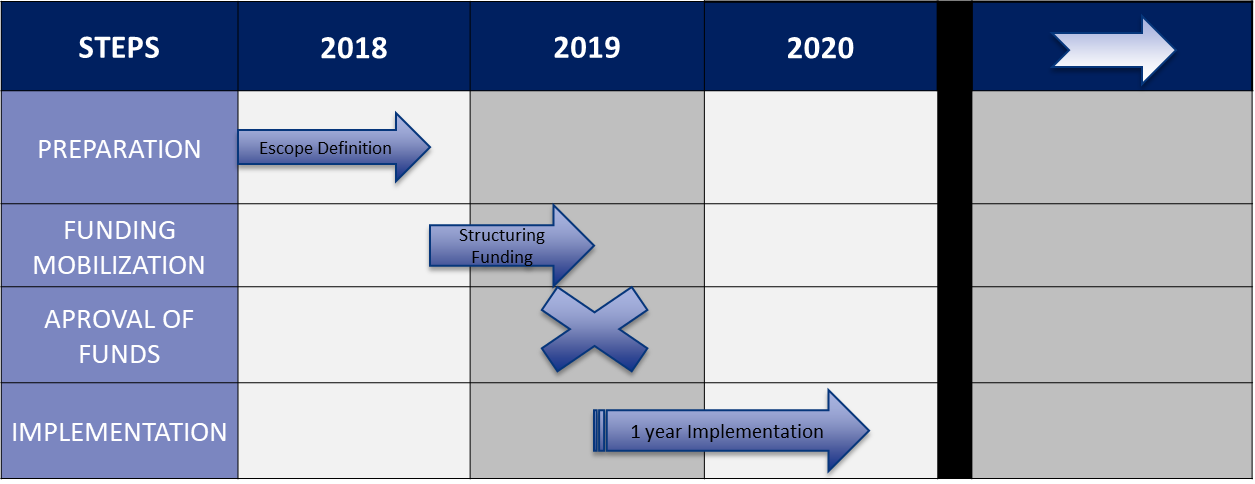 STEPS 2018 2019 2020
PREPARATION
Escope Definition
FUNDING
MOBILIZATION
Structuring
Funding
APROVAL OF
FUNDS
IMPLEMENTATION
1 year Implementation